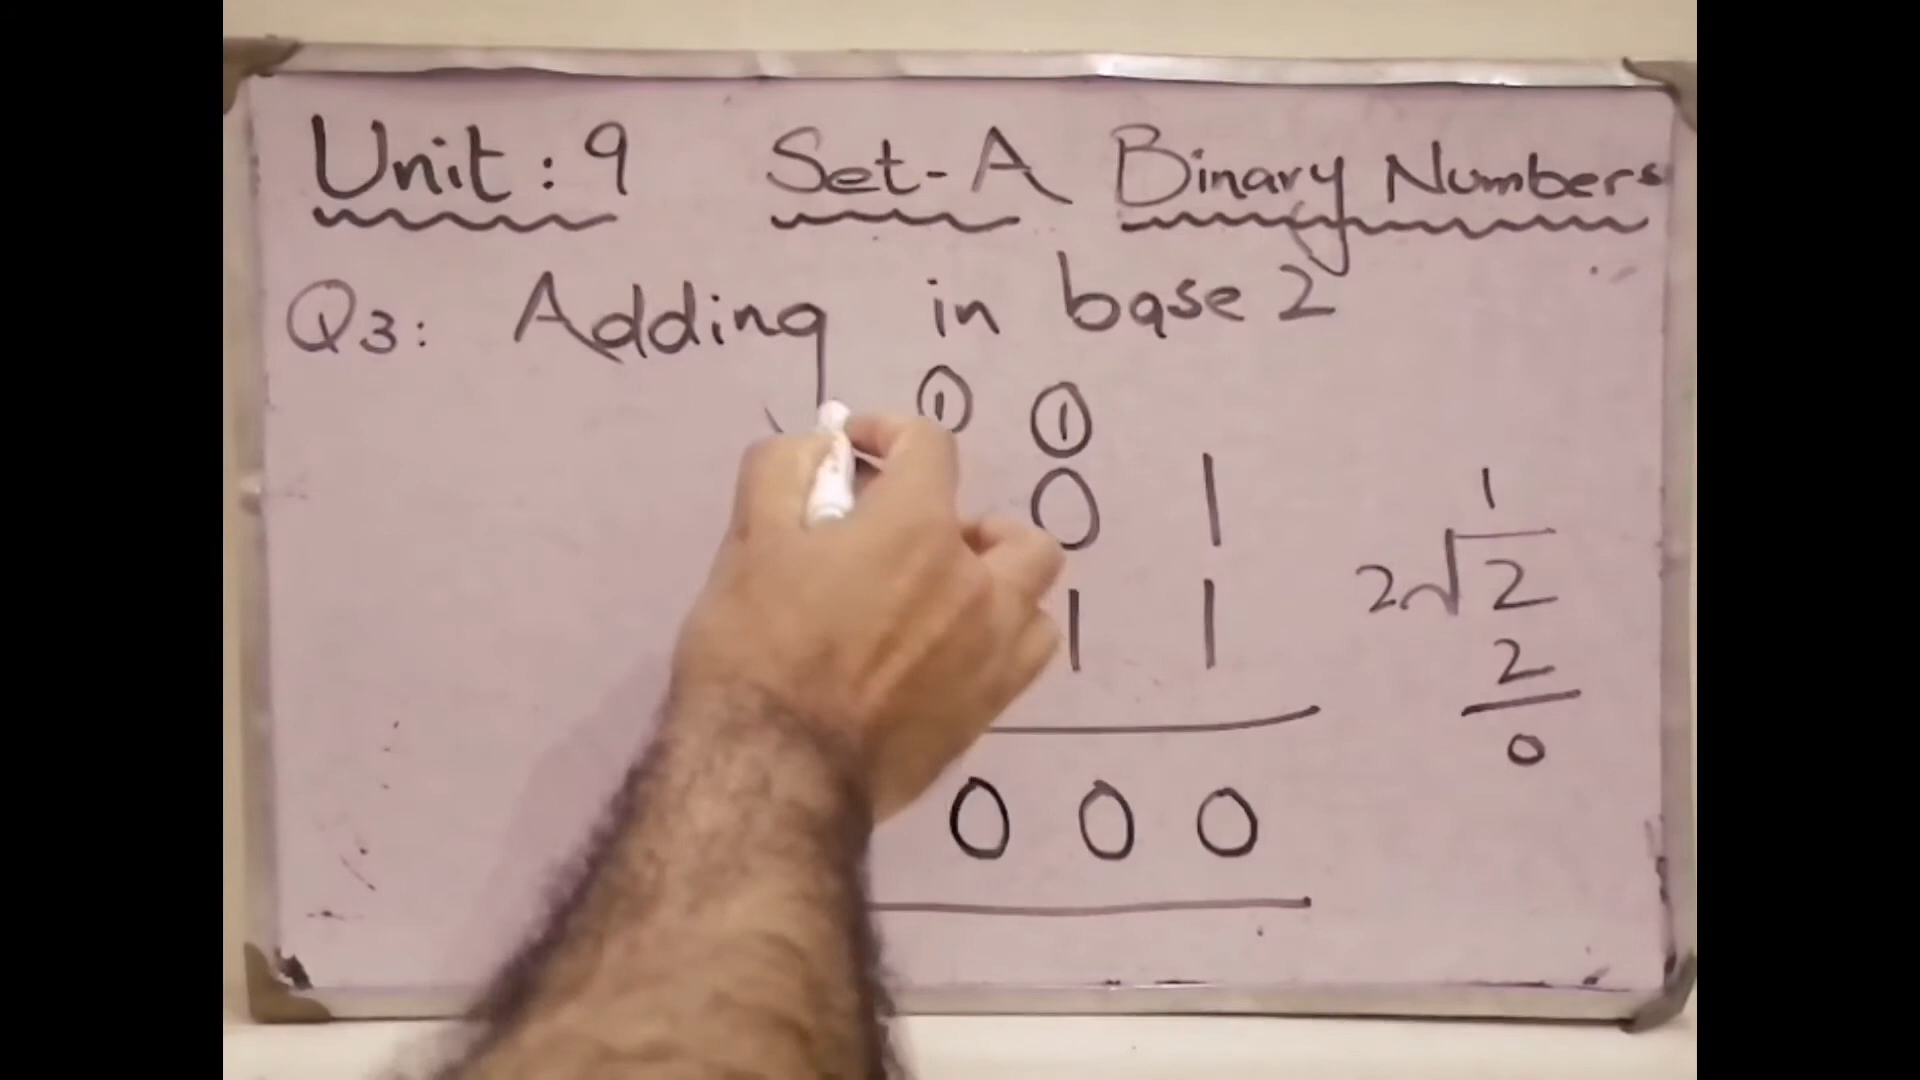 Unit: 9 Set-A Binary Numbers
Q3: Adding in base 2
1 1
0 1
1
2√2
1 1
2
0
0 0 0